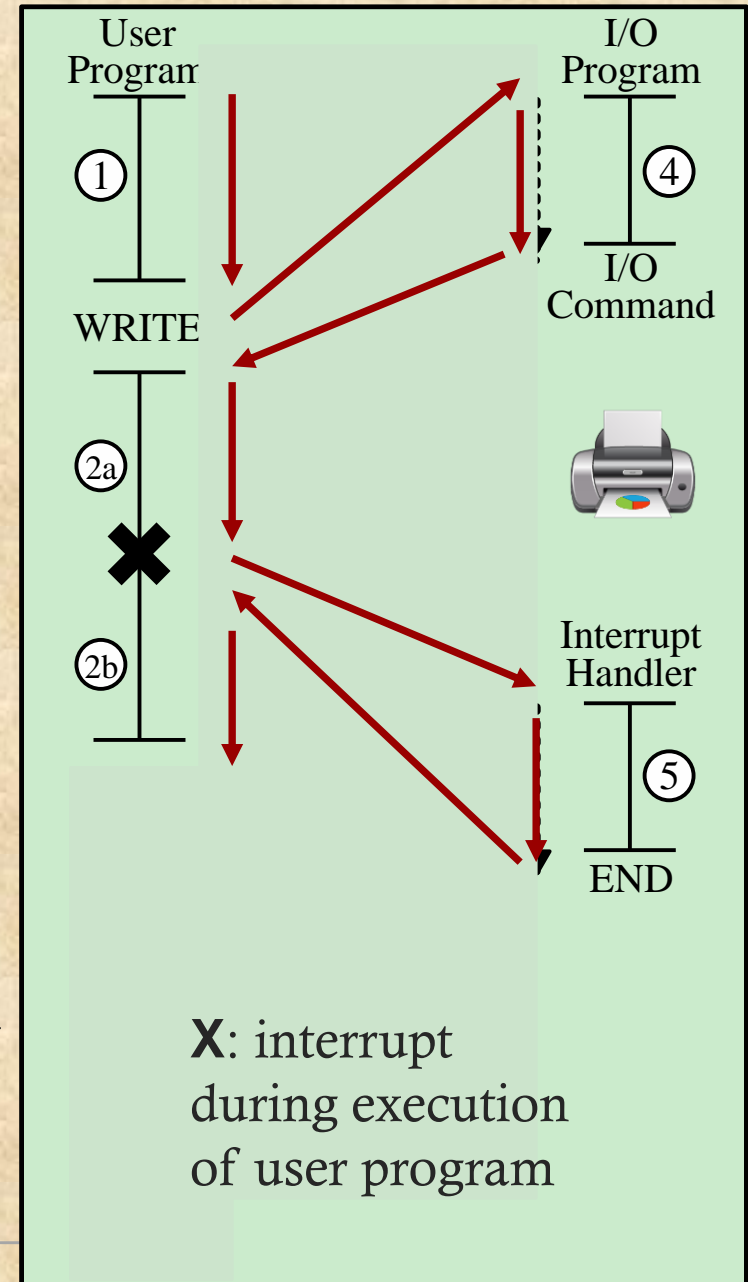 User
Program
I/O
Program
1
4
I/O
Command
WRITE
2a
Interrupt
Handler
2b
5
END
X: interrupt
during execution
of user program